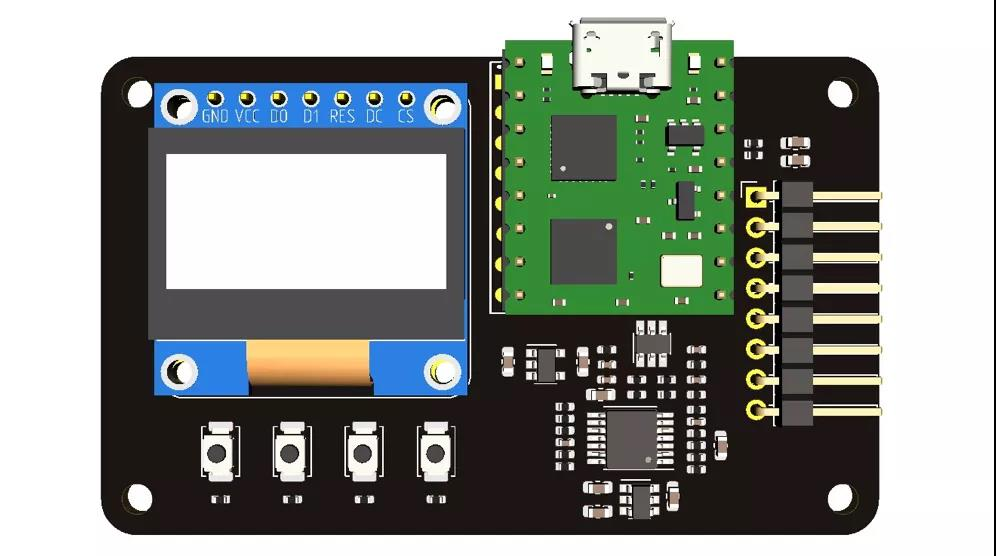 GND VCC D0 D1 RES DC CS